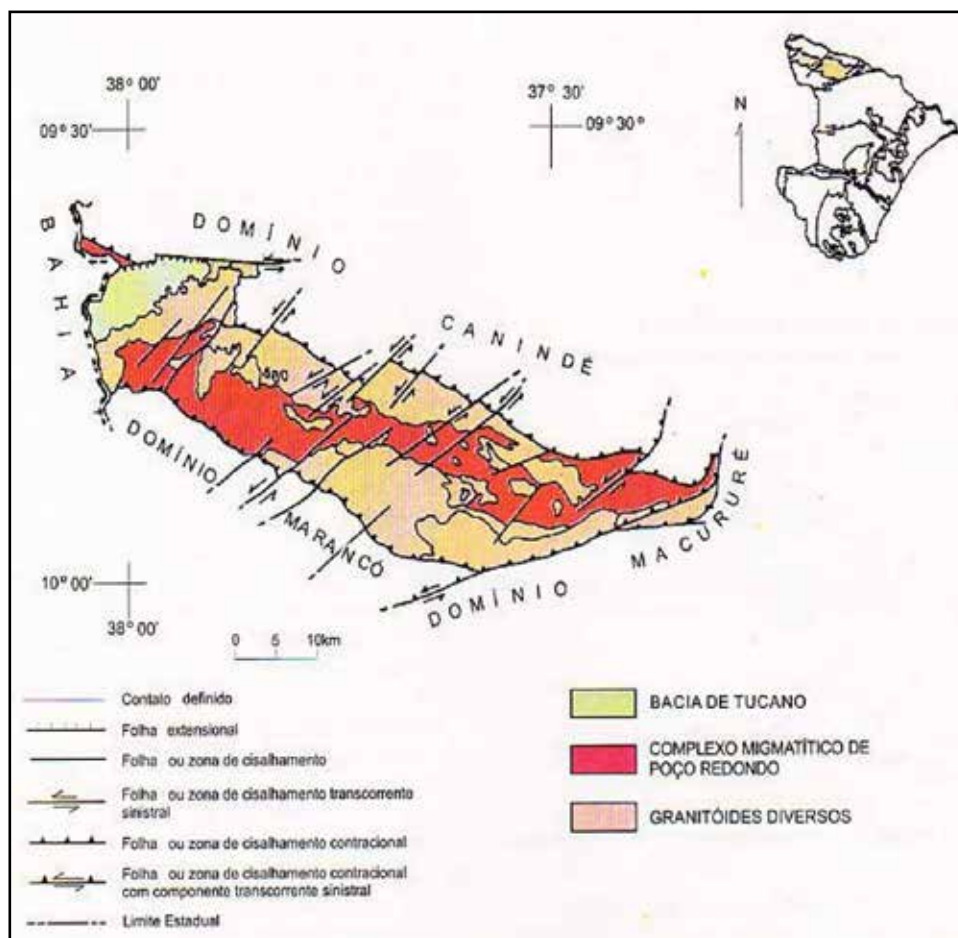 38° 00'
09° 30'
37° 30'
09° 30'
N
BAHIA
DOMÍNIO
CANINDÉ
DOMÍNIO
MARANCÓ
DOMÍNIO
MACURURÉ
10° 00'
38° 00'
0 5 10km
Contato definido
Folha extensional
Folha ou zona de cisalhamento
Folha ou zona de cisalhamento transcorrente
sinistral
Folha ou zona de cisalhamento contracional
Folha ou zona de cisalhamento contracional
com componente transcorrente sinistral
Limite Estadual
BACIA DE TUCANO
COMPLEXO MIGMATÍTICO DE
POÇO REDONDO
GRANITÓIDES DIVERSOS